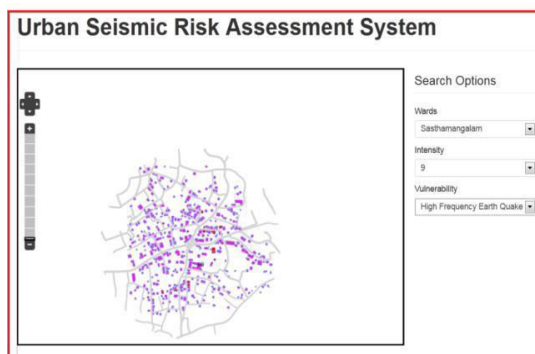 Urban Seismic Risk Assessment System
Search Options
Wards
Sasthamangalam
Intensity
9
Vulnerability
High Frequency Earth Quake